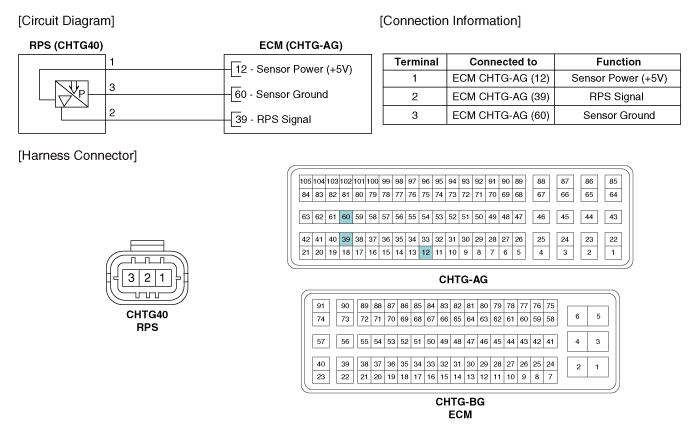 [Circuit Diagram]
[Connection Information]
RPS (CHTG40)
ECM (CHTG-AG)
1
12 - Sensor Power (+5V)
3
60 - Sensor Ground
P
2
39 - RPS Signal
Terminal Connected to Function
1 ECM CHTG-AG (12) Sensor Power (+5V)
2 ECM CHTG-AG (39) RPS Signal
3 ECM CHTG-AG (60) Sensor Ground
[Harness Connector]
3 2 1
CHTG40
RPS
105 104 103 102 101 100 99 98 97 96 95 94 93 92 91 90 89 88 87 86 85
84 83 82 81 80 79 78 77 76 75 74 73 72 71 70 69 68 67 66 65 64
63 62 61 60 59 58 57 56 55 54 53 52 51 50 49 48 47 46 45 44 43
42 41 40 39 38 37 36 35 34 33 32 31 30 29 28 27 26 25 24 23 22
21 20 19 18 17 16 15 14 13 12 11 10 9 8 7 6 5 4 3 2 1
CHTG-AG
91 90 89 88 87 86 85 84 83 82 81 80 79 78 77 76 75
74 73 72 71 70 69 68 67 66 65 64 63 62 61 60 59 58
6 5
57 56 55 54 53 52 51 50 49 48 47 46 45 44 43 42 41
4 3
40 39 38 37 36 35 34 33 32 31 30 29 28 27 26 25 24
23 22 21 20 19 18 17 16 15 14 13 12 11 10 9 8 7
2 1
CHTG-BG
ECM